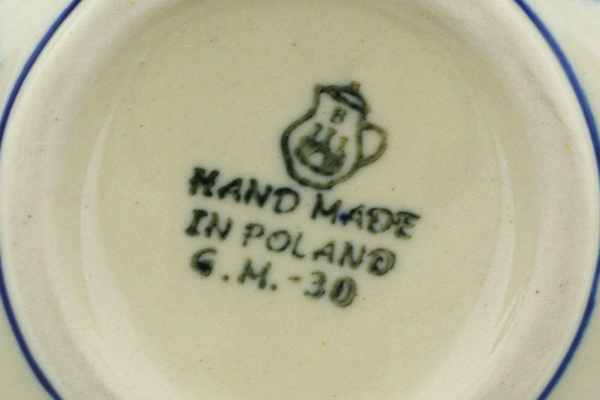 B
HAND MADE
IN POLAND
G.M.-30